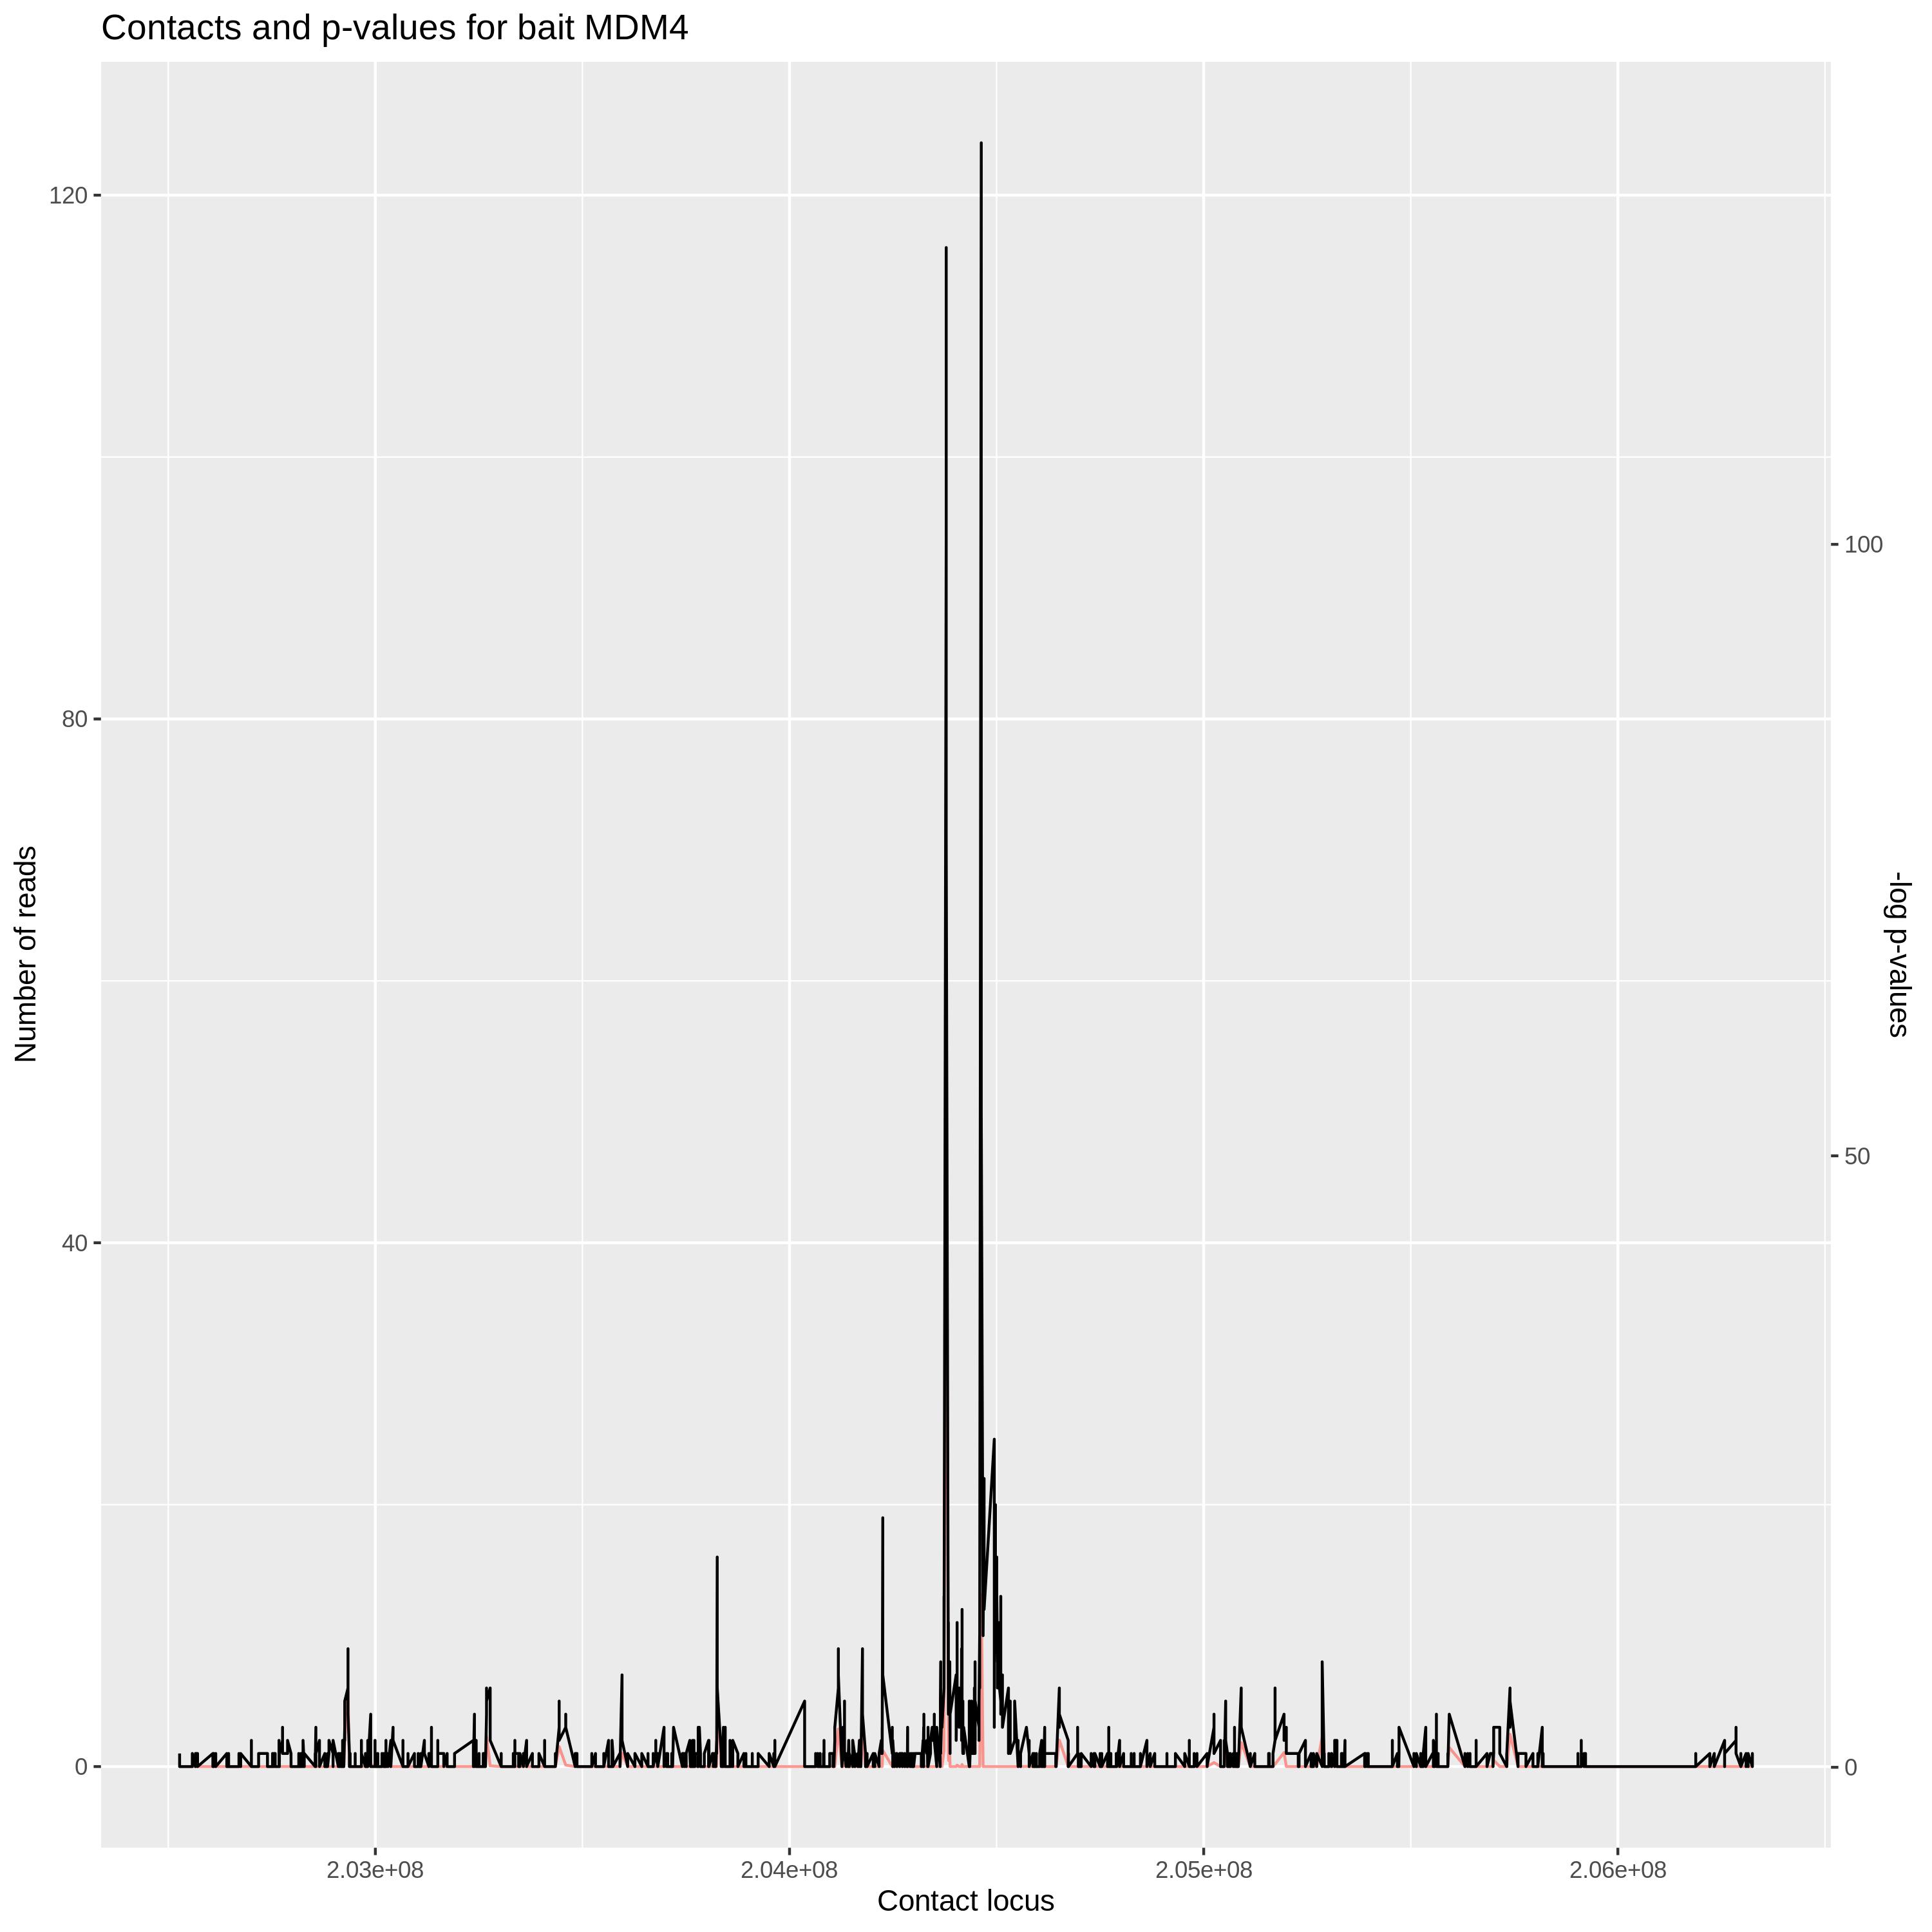 Contacts and p-values for bait MDM4
120
80
40
0
Number of reads
100
50
0
-log p-values
2.03e+08
2.04e+08
2.05e+08
2.06e+08
Contact locus